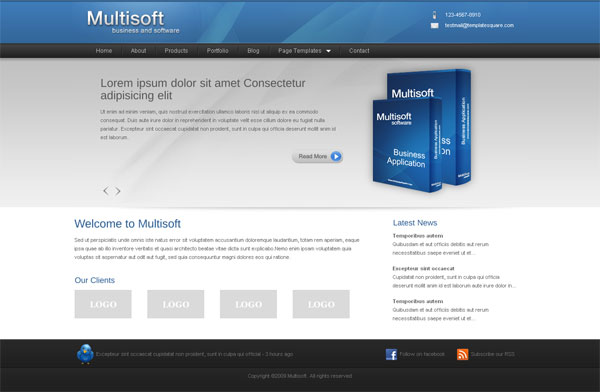 Multisoft
business and software
123-4567-8910
testmail@templatesquare.com
Home About Products Portfolio Blog Page Templates Contact
Lorem ipsum dolor sit amet Consectetur
adipisicing elit
Ut enim ad minim veniam, quis nostrud exercitation ullamco laboris nisi ut aliquip ex ea commodo
consequat. Duis aute irure dolor in reprehenderit in voluptate velit esse cillum dolore eu fugiat nulla
pariatur. Excepteur sint occaecat cupidatat non proident, sunt in culpa qui officia deserunt mollit anim id
est laborum.
Read More
Multisoft
Business Application
Multisoft
software
Business
Application
Business Application
Welcome to Multisoft
Sed ut perspiciatis unde omnis iste natus error sit voluptatem accusantium doloremque laudantium, totam rem aperiam, eaque
ipsa quae ab illo inventore veritatis et quasi architecto beatae vitae dicta sunt explicabo. Nemo enim ipsam voluptatem quia
voluptas sit aspernatur aut odit aut fugit, sed quia consequuntur magni dolores eos qui ratione.
Our Clients
LOGO LOGO LOGO LOGO
Latest News
Temporibus autem
Quibusdam et aut officiis debitis aut rerum
necessitatibus saepe eveniet ut et...
Excepteur sint occaecat
Cupidatat non proident, sunt in culpa qui officia
deserunt mollit anim id est laborum aute irure dolor in...
Temporibus autem
Quibusdam et aut officiis debitis aut rerum
necessitatibus saepe eveniet ut et...
Excepteur sint occaecat cupidatat non proident, sunt in culpa qui officia - 3 hours ago
Follow on facebook
Subscribe our RSS
Copyright ©2009 Multisoft. All rights reserved.